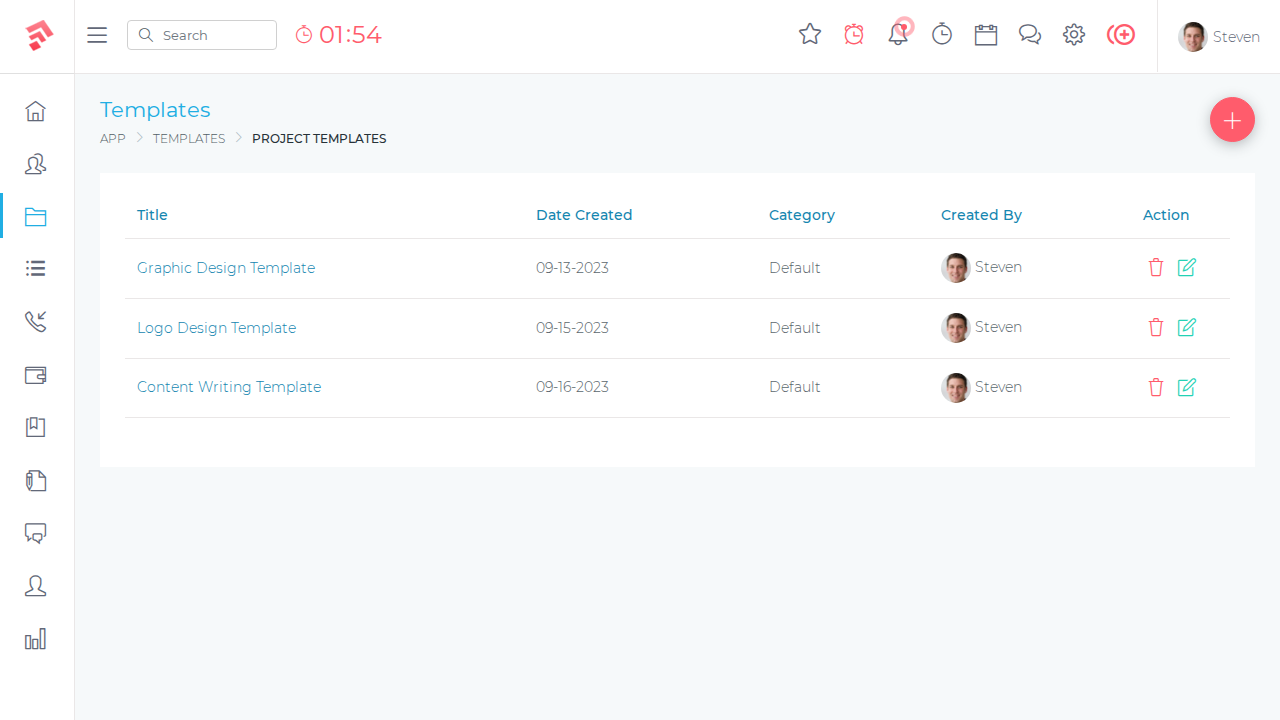 Search
01:54
Steven
Templates
APP TEMPLATES PROJECT TEMPLATES
Title Date Created Category Created By Action
Graphic Design Template 09-13-2023 Default Steven
Logo Design Template 09-15-2023 Default Steven
Content Writing Template 09-16-2023 Default Steven